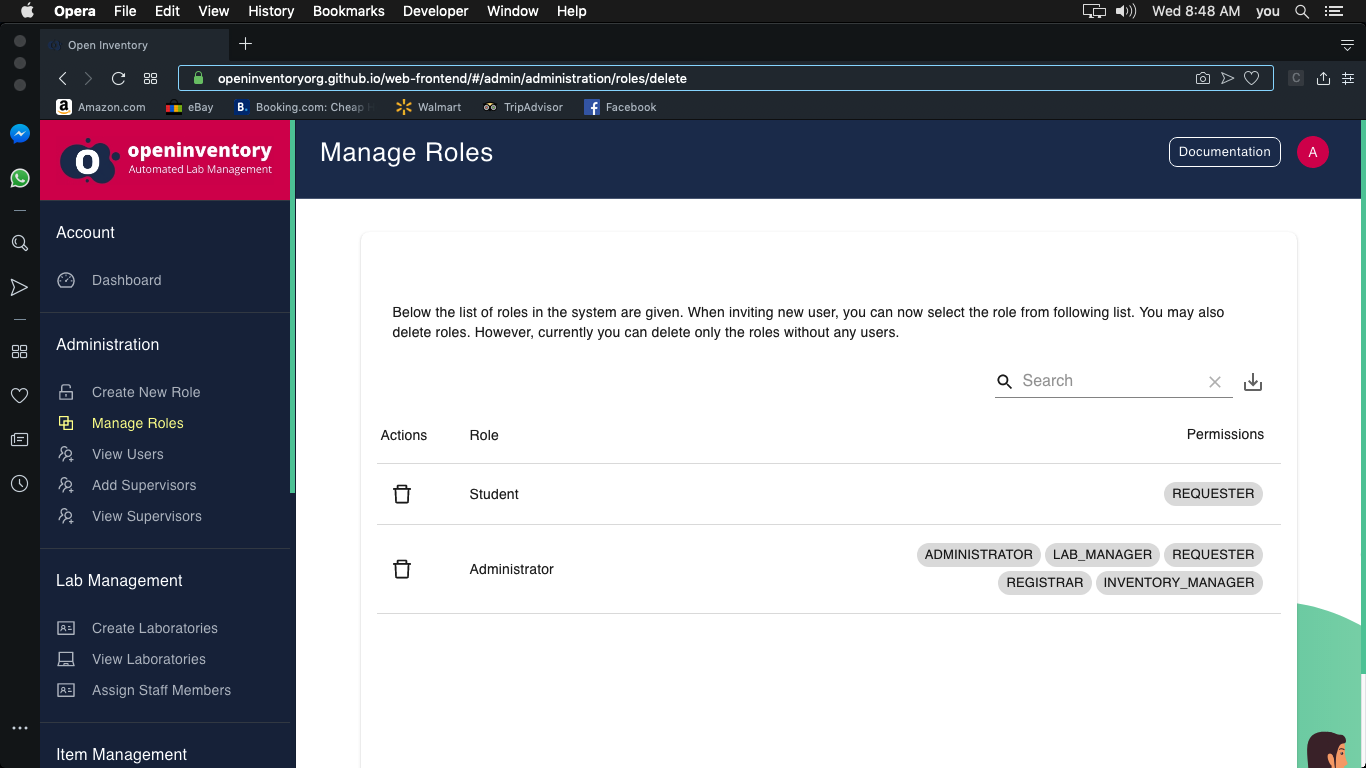 Opera File Edit View History Bookmarks Developer Window Help Wed 8:48 AM you
Open Inventory
openinventoryorg.github.io/web-frontend/#/admin/administration/roles/delete
C
a Amazon.com eBay B. Booking.com: Cheap Walmart TripAdvisor f Facebook
O openinventory
Automated Lab Management
Manage Roles
Documentation
A
Account
Dashboard
Administration
Create New Role
Manage Roles
View Users
Add Supervisors
View Supervisors
Lab Management
Create Laboratories
View Laboratories
Assign Staff Members
Item Management
Below the list of roles in the system are given. When inviting new user, you can now select the role from following list. You may also
delete roles. However, currently you can delete only the roles without any users.
Search
Actions Role Permissions
Student REQUESTER
Administrator ADMINISTRATOR LAB_MANAGER REQUESTER
REGISTRAR INVENTORY_MANAGER